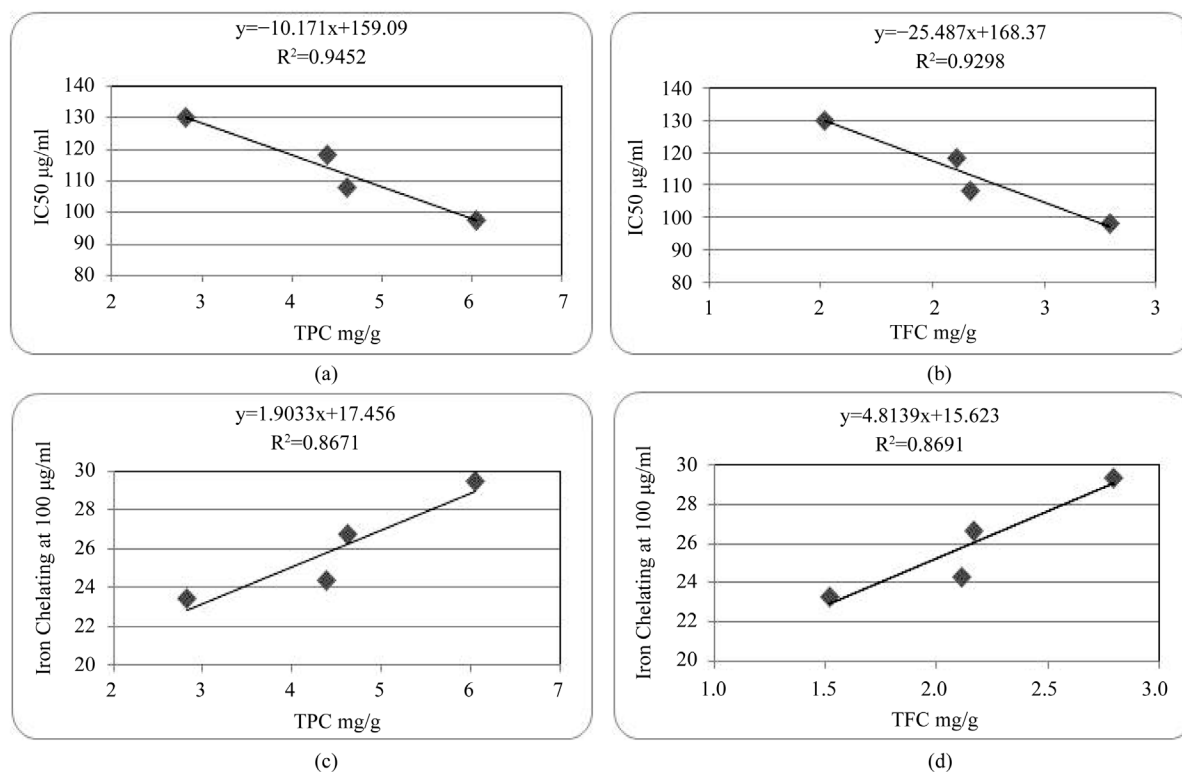 y=−10.171x+159.09
R²=0.9452
IC50 µg/ml
140
130
120
110
100
90
80
2 3 4 5 6 7
TPC mg/g
(a)
y=−25.487x+168.37
R²=0.9298
IC50 µg/ml
140
130
120
110
100
90
80
1 2 2 3 3
TFC mg/g
(b)
y=1.9033x+17.456
R²=0.8671
Iron Chelating at 100 µg/ml
30
28
26
24
22
20
2 3 4 5 6 7
TPC mg/g
(c)
y=4.8139x+15.623
R²=0.8691
Iron Chelating at 100 µg/ml
30
28
26
24
22
20
1.0 1.5 2.0 2.5 3.0
TFC mg/g
(d)